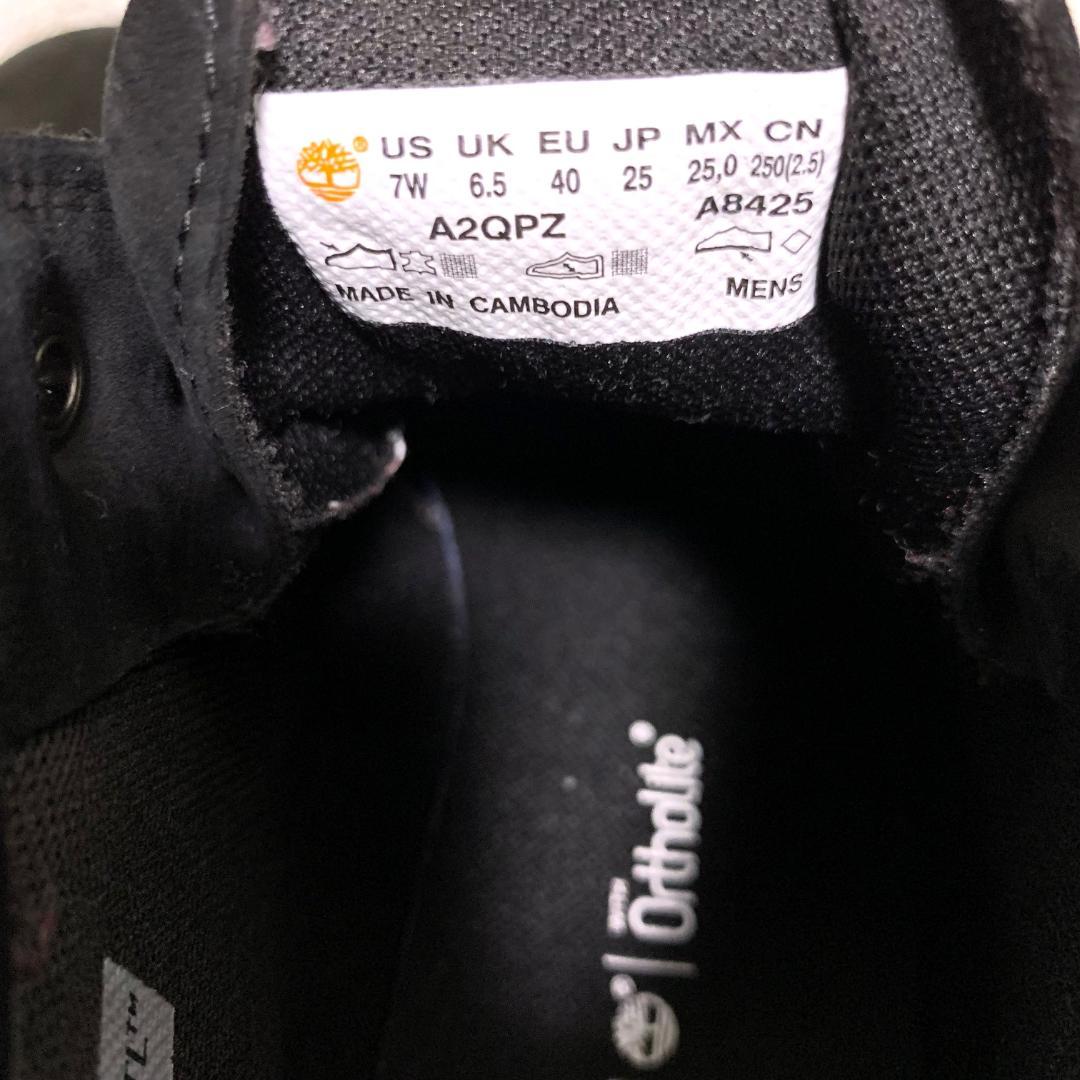 US UK EU JP MX CN
7W 6.5 40 25 25,0 250(2.5)
A2QPZ A8425
MADE IN CAMBODIA MENS
OrthoLite
TL™